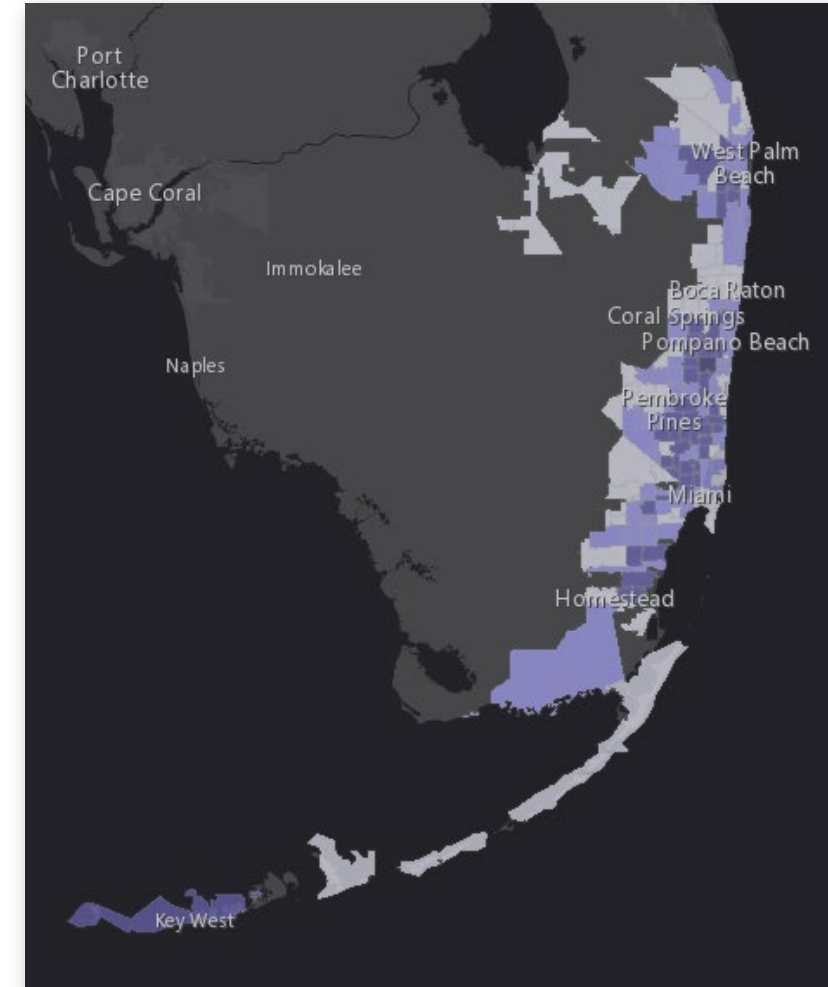 Port
Charlotte
West Palm
Beach
Cape Coral
Immokalee
Boca Raton
Coral Springs
Pompano Beach
Naples
Pembroke
Pines
Miami
Homestead
Key West